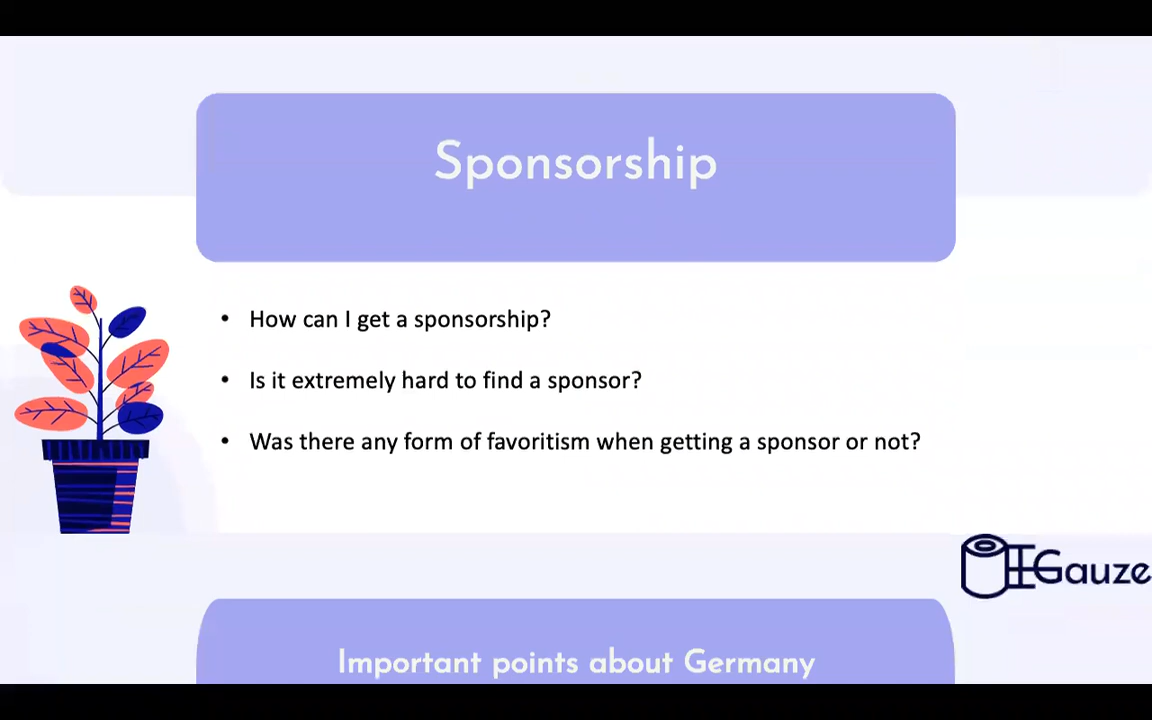 Sponsorship
• How can I get a sponsorship?
• Is it extremely hard to find a sponsor?
• Was there any form of favoritism when getting a sponsor or not?
Gauze
Important points about Germany